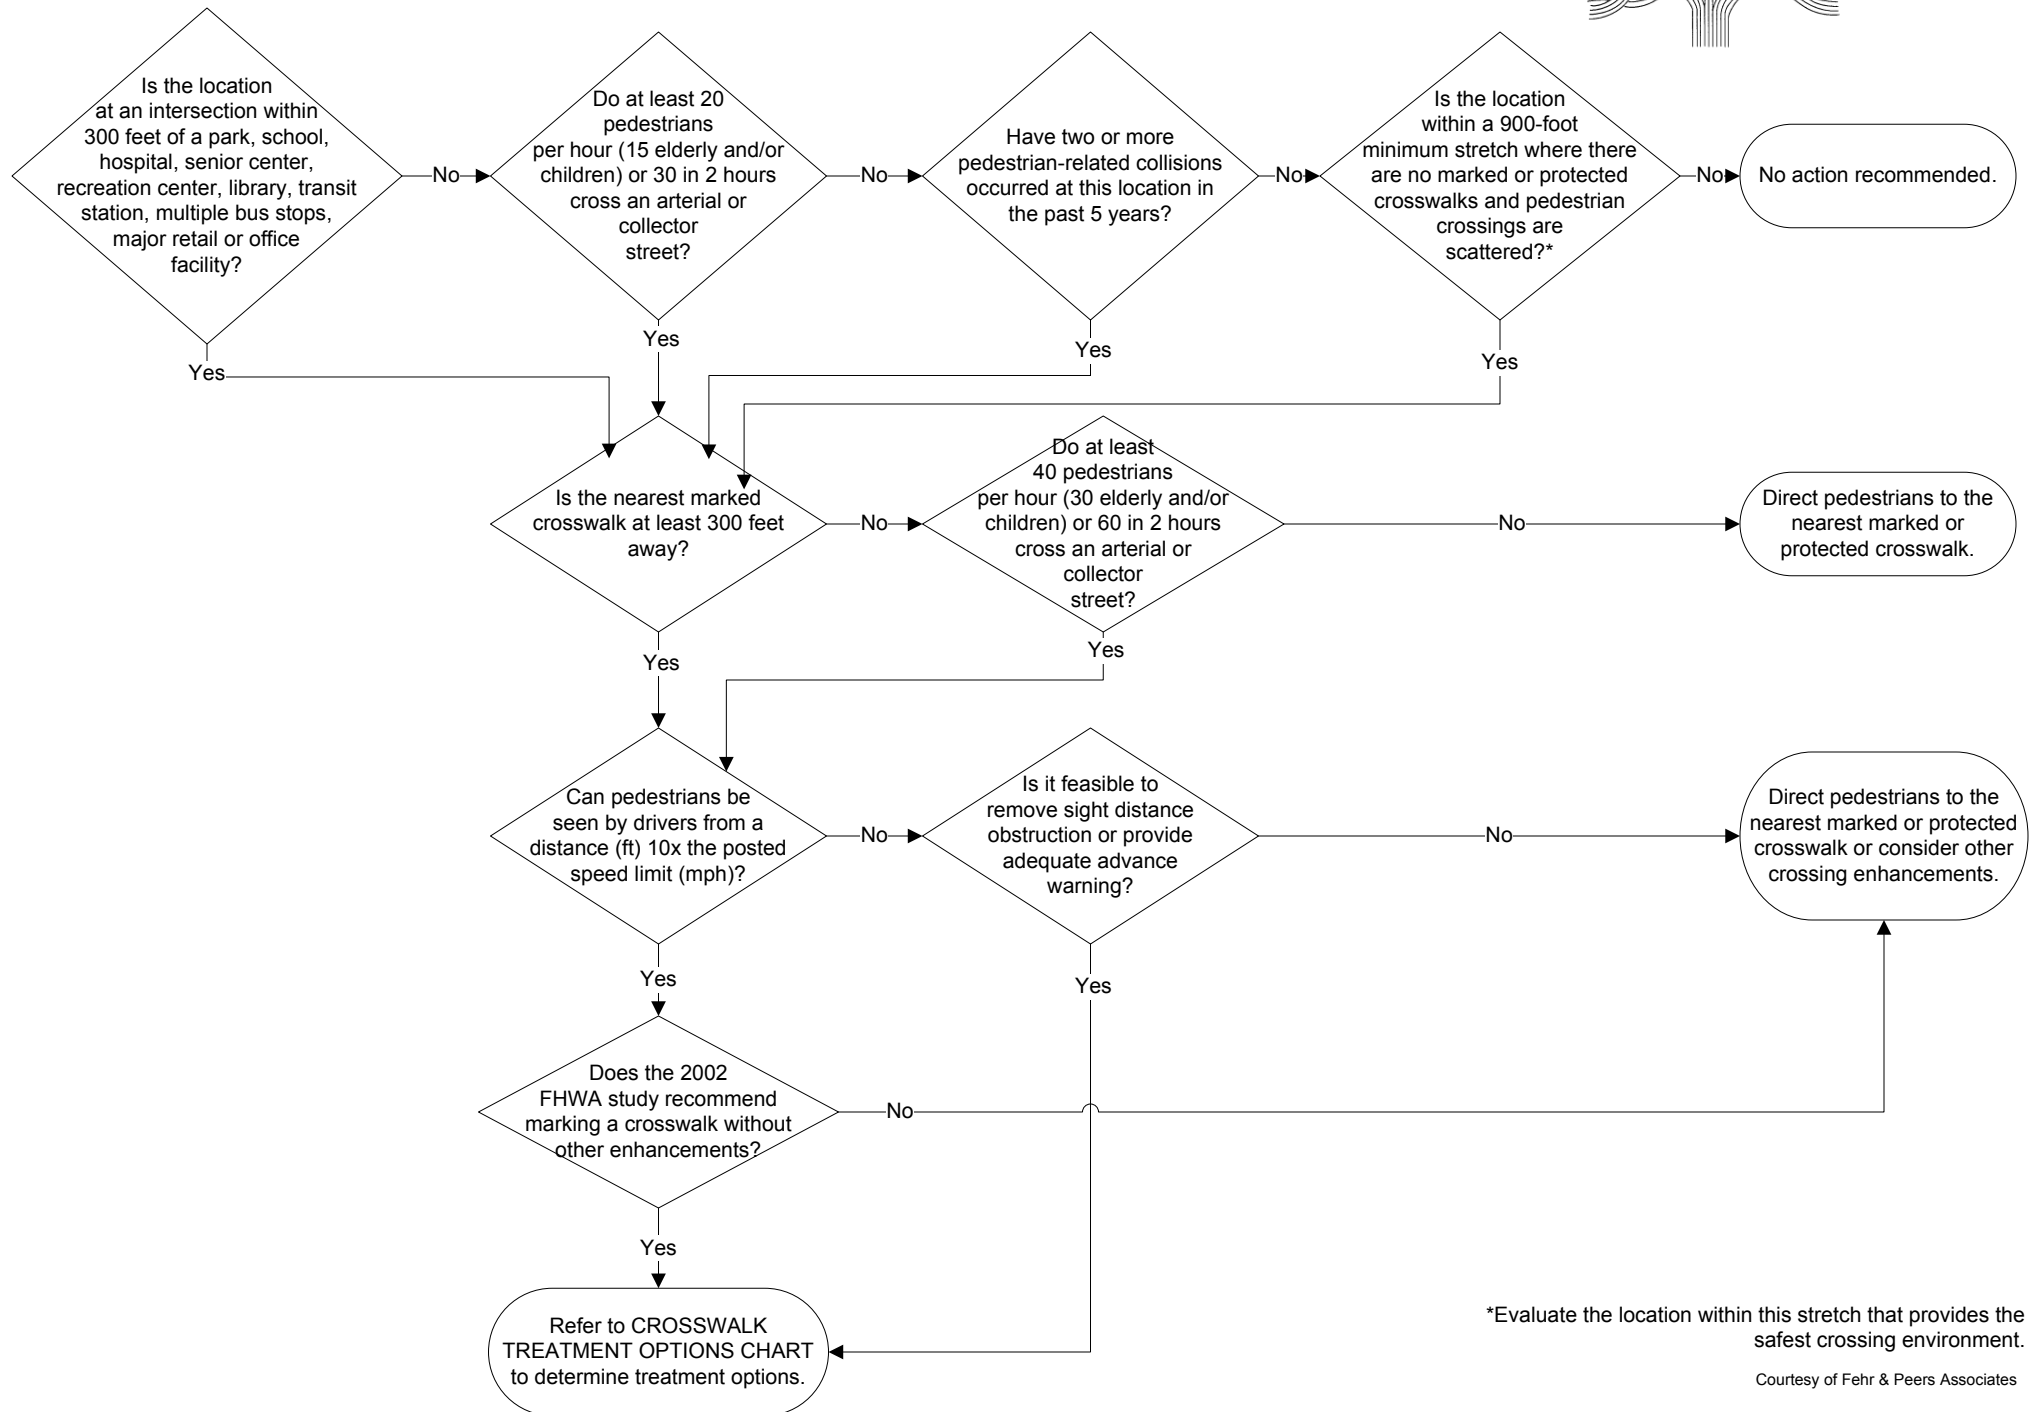 Is the location
at an intersection within
300 feet of a park, school,
hospital, senior center,
recreation center, library, transit
station, multiple bus stops,
major retail or office
facility?
No
Do at least 20
pedestrians
per hour (15 elderly and/or
children) or 30 in 2 hours
cross an arterial or
collector
street?
No
Have two or more
pedestrian-related collisions
occurred at this location in
the past 5 years?
No
Is the location
within a 900-foot
minimum stretch where there
are no marked or protected
crosswalks and pedestrian
crossings are
scattered?*
No
No action recommended.
Yes
Yes
Yes
Yes
Is the nearest marked
crosswalk at least 300 feet
away?
No
Do at least
40 pedestrians
per hour (30 elderly and/or
children) or 60 in 2 hours
cross an arterial or
collector
street?
No
Direct pedestrians to the
nearest marked or
protected crosswalk.
Yes
Yes
Can pedestrians be
seen by drivers from a
distance (ft) 10x the posted
speed limit (mph)?
No
Is it feasible to
remove sight distance
obstruction or provide
adequate advance
warning?
No
Direct pedestrians to the
nearest marked or protected
crosswalk or consider other
crossing enhancements.
Yes
Yes
Does the 2002
FHWA study recommend
marking a crosswalk without
other enhancements?
No
Yes
Refer to CROSSWALK
TREATMENT OPTIONS CHART
to determine treatment options.
*Evaluate the location within this stretch that provides the
safest crossing environment.
Courtesy of Fehr & Peers Associates